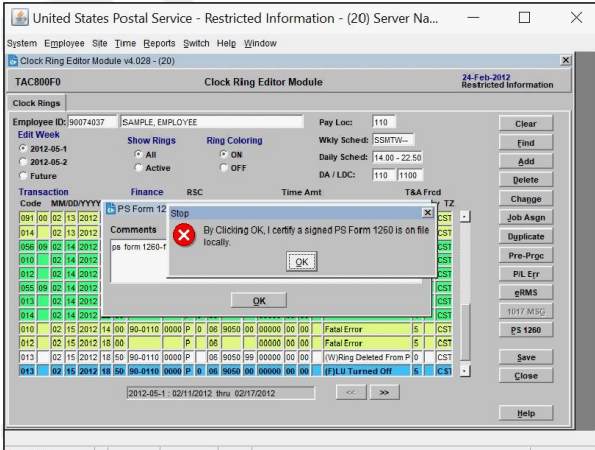 United States Postal Service - Restricted Information - (20) Server Na...
System Employee Site Time Reports Switch Help Window
Clock Ring Editor Module v4.028 - (20)
TAC800F0 Clock Ring Editor Module 24-Feb-2012
Restricted Information
Clock Rings
Employee ID: 90074037 SAMPLE, EMPLOYEE Pay Loc: 110 Clear
Edit Week Show Rings Ring Coloring Wkly Sched: SSMTW-- Find
2012-05-1 All ON Daily Sched: 14.00 - 22.50 Add
2012-05-2 Active OFF DA / LDC: 110 1100 Delete
Future
Transaction Finance RSC Time Amt T&A Frcd Change
Code MM/DD/YYYY TZ
091 00 02 13 2012 CST Job Asgn
014 02 13 2012 CST Duplicate
056 09 02 14 2012 CST
010 02 14 2012 CST Pre-Proc
012 02 14 2012 CST P/L Err
055 09 02 14 2012 CST
013 02 14 2012 CST eRMS
014 02 14 2012 CST 1017 MSG
PS Form 12
Comments
ps form 1260-f
Stop
By Clicking OK, I certify a signed PS Form 1260 is on file
locally.
OK
OK
010 02 15 2012 14 00 90-0110 0000 P 0 06 9050 00 00000 00 00 Fatal Error 5 CST PS 1260
012 02 15 2012 18 00 P 06 00000 00 00 Fatal Error 5 CST
013 02 15 2012 18 50 90-0110 0000 P 06 9050 99 00000 00 00 (W)Ring Deleted From P 0 CST Save
013 02 15 2012 18 50 90-0110 0000 P 0 06 9050 00 00000 00 00 (F)LU Turned Off 5 CST Close
2012-05-1 : 02/11/2012 thru 02/17/2012 << >>
Help